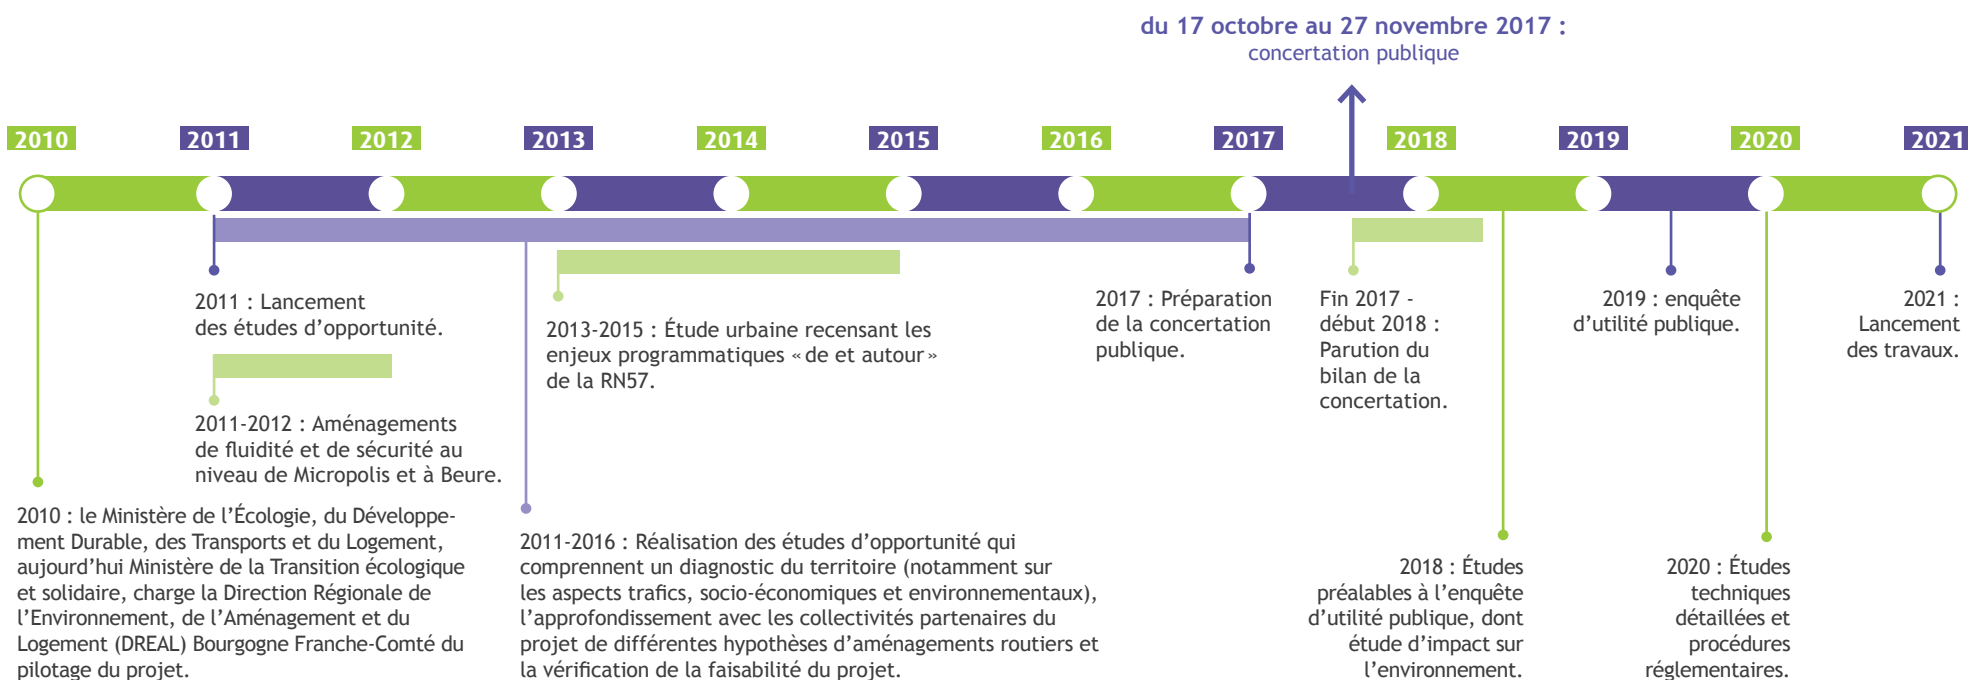 du 17 octobre au 27 novembre 2017 :
concertation publique
2010
2011
2012
2013
2014
2015
2016
2017
2018
2019
2020
2021
2011 : Lancement
des études d’opportunité.
2011-2012 : Aménagements
de fluidité et de sécurité au
niveau de Micropolis et à Beure.
2010 : le Ministère de l’Écologie, du Développe-
ment Durable, des Transports et du Logement,
aujourd’hui Ministère de la Transition écologique
et solidaire, charge la Direction Régionale de
l’Environnement, de l’Aménagement et du
Logement (DREAL) Bourgogne Franche-Comté du
pilotage du projet.
2013-2015 : Étude urbaine recensant les
enjeux programmatiques « de et autour »
de la RN57.
2011-2016 : Réalisation des études d’opportunité qui
comprennent un diagnostic du territoire (notamment sur
les aspects trafics, socio-économiques et environnementaux),
l’approfondissement avec les collectivités partenaires du
projet de différentes hypothèses d’aménagements routiers et
la vérification de la faisabilité du projet.
2017 : Préparation
de la concertation
publique.
Fin 2017 -
début 2018 :
Parution du
bilan de la
concertation.
2018 : Études
préalables à l’enquête
d’utilité publique, dont
étude d’impact sur
l’environnement.
2019 : enquête
d’utilité publique.
2020 : Études
techniques
détaillées et
procédures
réglementaires.
2021 :
Lancement
des travaux.